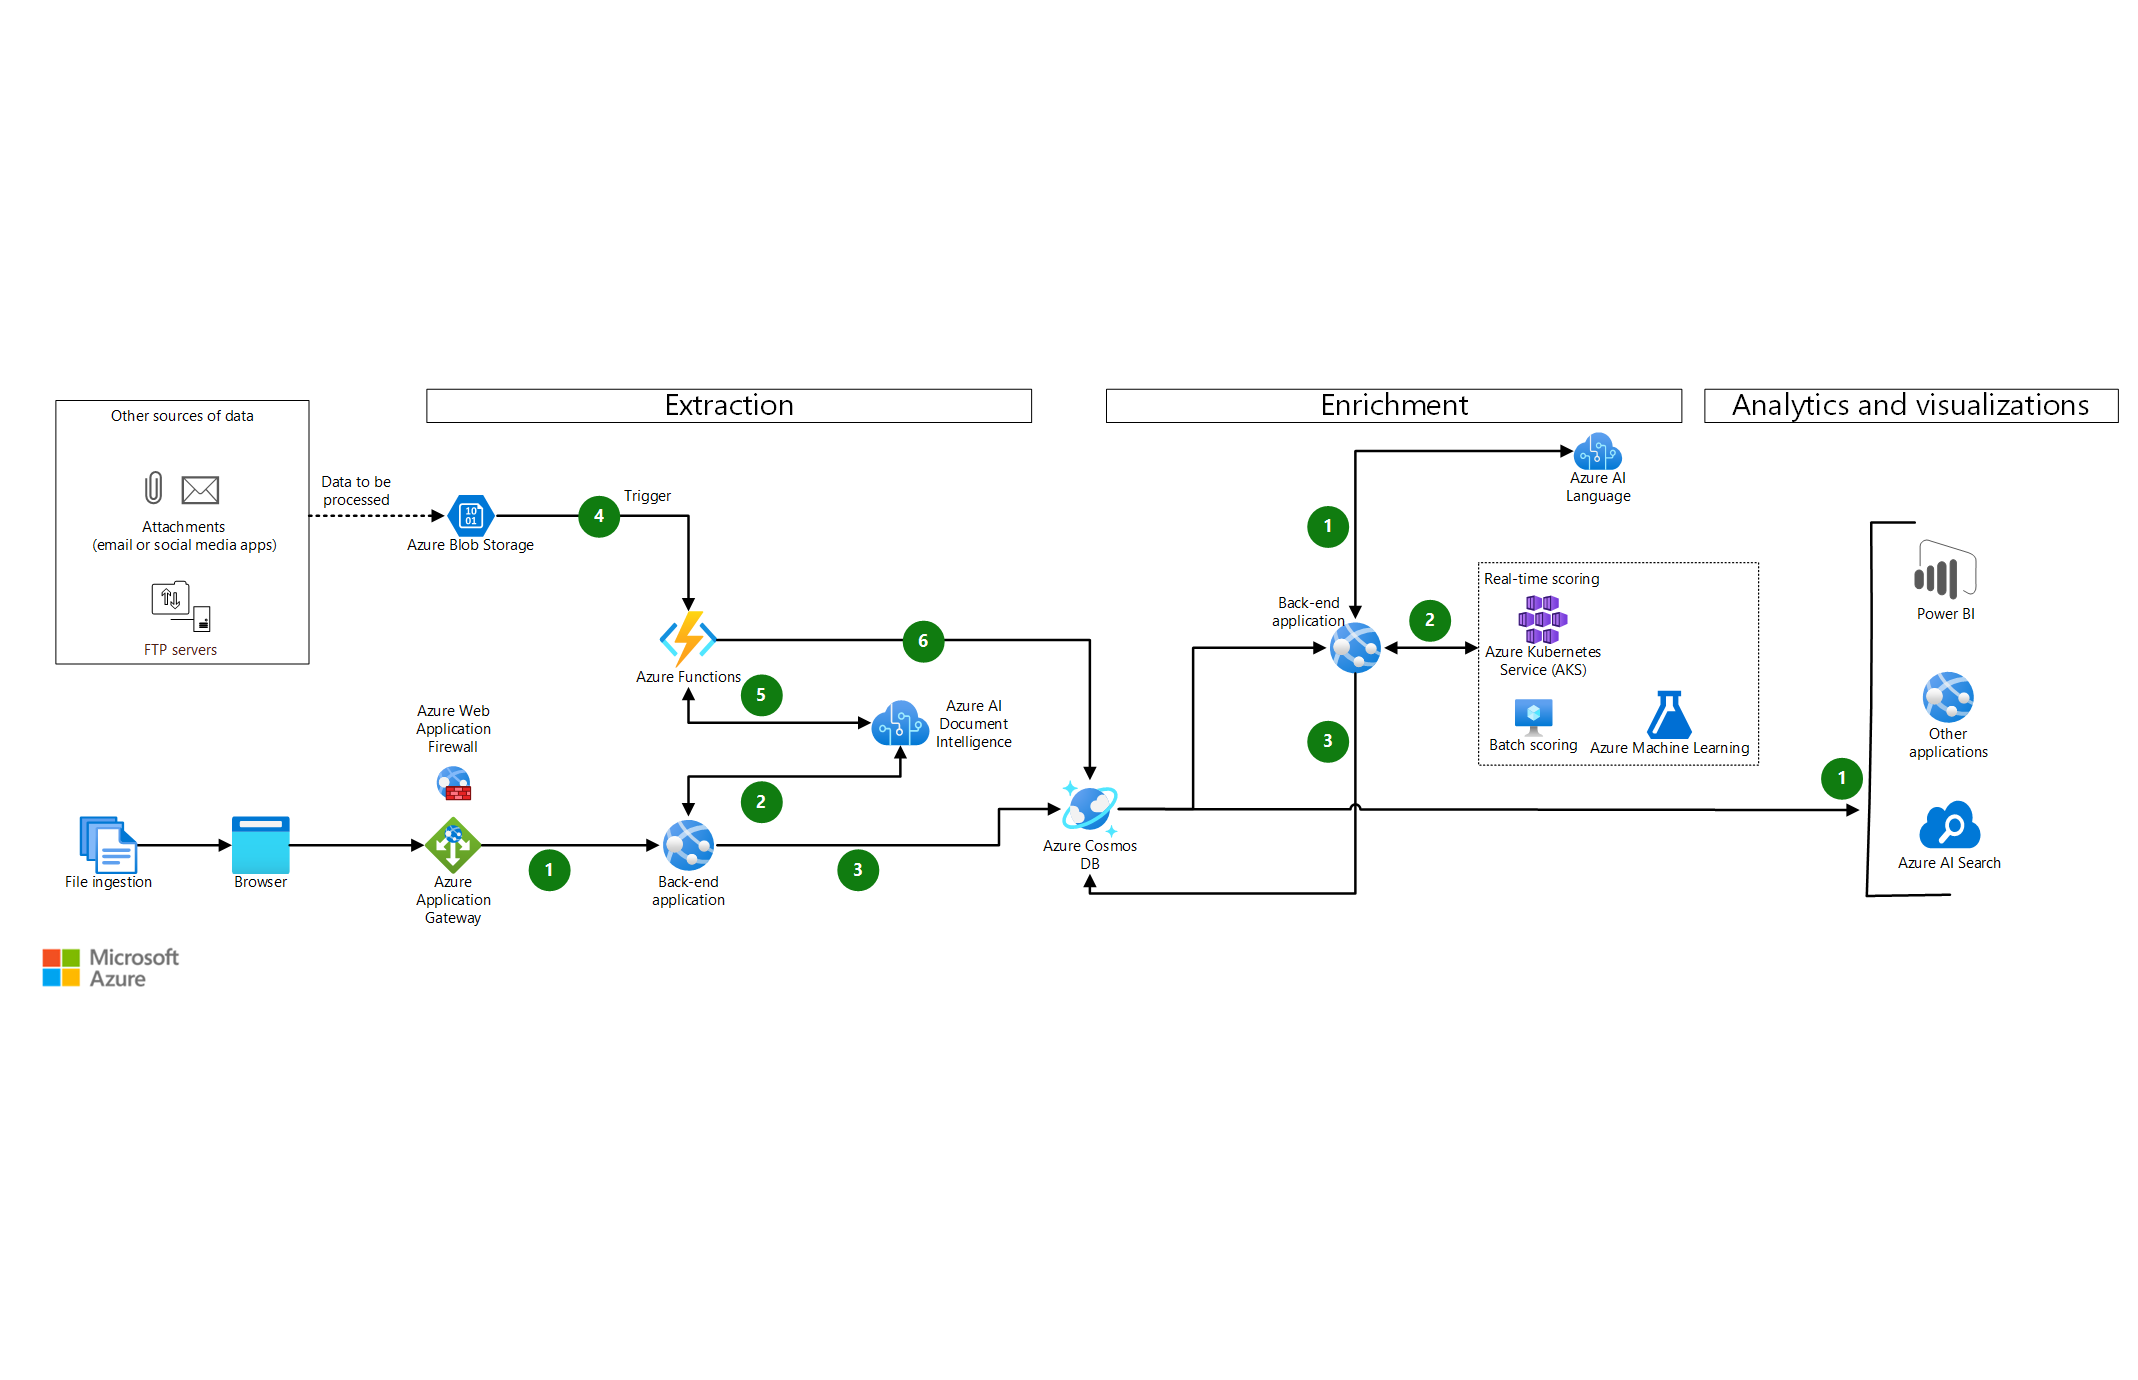 Extraction
Enrichment
Analytics and visualizations
Other sources of data
Attachments
(email or social media apps)
FTP servers
Data to be
processed
Azure Blob Storage
4
Trigger
Azure Functions
6
5
Azure AI
Document
Intelligence
Azure Web
Application
Firewall
2
File ingestion
Browser
Azure
Application
Gateway
1
Back-end
application
3
Azure Cosmos
DB
Azure AI
Language
1
Back-end
application
2
3
Real-time scoring
Azure Kubernetes
Service (AKS)
Batch scoring
Azure Machine Learning
1
Power BI
Other
applications
Azure AI Search
Microsoft
Azure